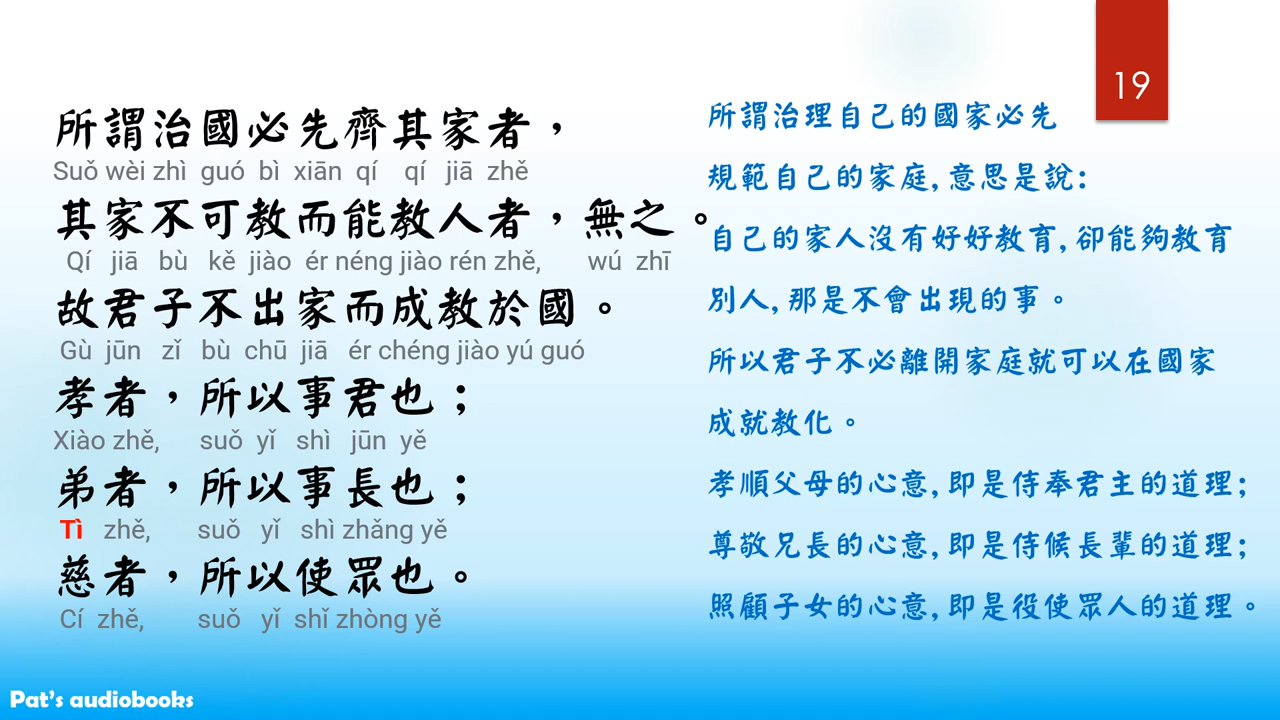 19
所謂治國必先齊其家者，
Suǒ wèi zhì guó bì xiān qí qí jiā zhě
其家不可教而能教人者，無之。
Qí jiā bù kě jiào ér néng jiào rén zhě, wú zhī
故君子不出家而成教於國。
Gù jūn zǐ bù chū jiā ér chéng jiào yú guó
孝者，所以事君也；
Xiào zhě, suǒ yǐ shì jūn yě
弟者，所以事長也；
Tì zhě, suǒ yǐ shì zhǎng yě
慈者，所以使眾也。
Cí zhě, suǒ yǐ shǐ zhòng yě
所謂治理自己的國家必先
規範自己的家庭,意思是說:
自己的家人沒有好好教育,卻能夠教育
別人,那是不會出現的事。
所以君子不必離開家庭就可以在國家
成就教化。
孝順父母的心意,即是侍奉君主的道理;
尊敬兄長的心意,即是侍候長輩的道理;
照顧子女的心意,即是役使眾人的道理。
Pat's audiobooks